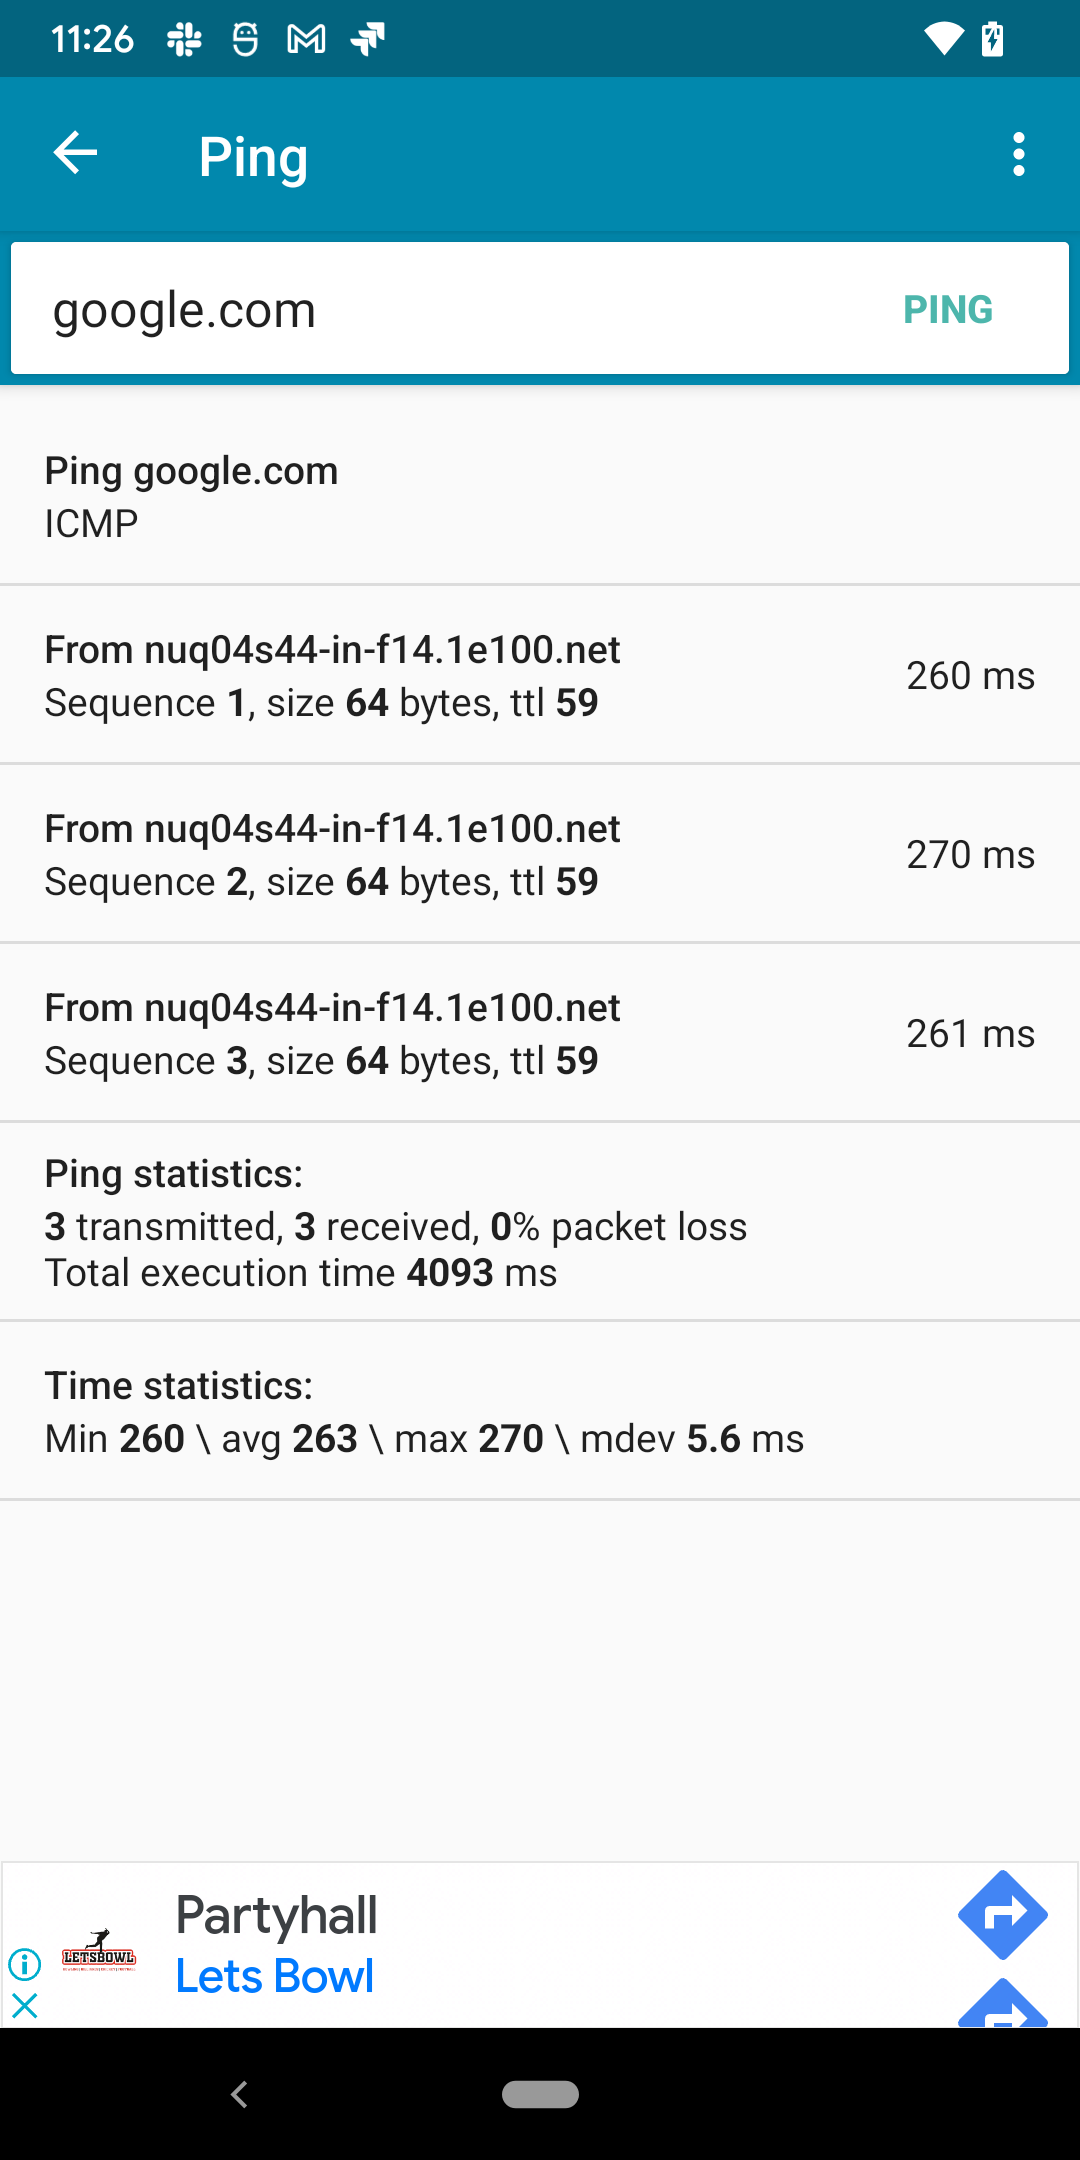 11:26
Ping
google.com
PING
Ping google.com
ICMP
From nuq04s44-in-f14.1e100.net
260 ms
Sequence 1, size 64 bytes, ttl 59
From nuq04s44-in-f14.1e100.net
270 ms
Sequence 2, size 64 bytes, ttl 59
From nuq04s44-in-f14.1e100.net
261 ms
Sequence 3, size 64 bytes, ttl 59
Ping statistics:
3 transmitted, 3 received, 0% packet loss
Total execution time 4093 ms
Time statistics:
Min 260 \ avg 263 \ max 270 \ mdev 5.6 ms
Partyhall
LETSBOWL
Lets Bowl